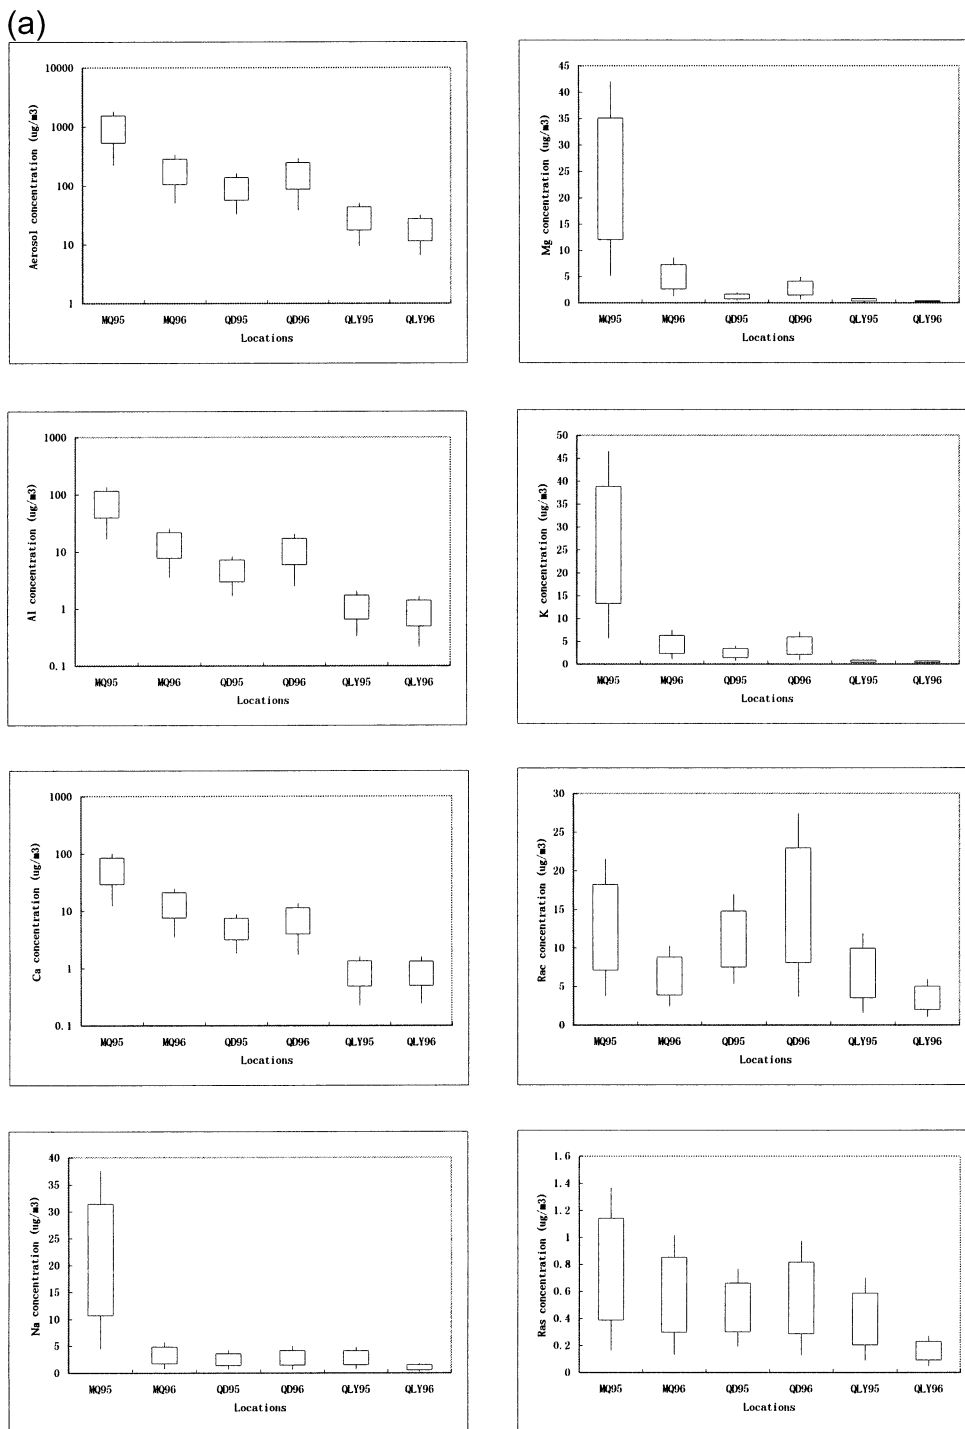 (a)
10000
1000
100
10
1
Aerosol concentration (ug/m3)
MQ95 MQ96 QD95 QD96 QLY95 QLY96
Locations
45
40
35
30
25
20
15
10
5
0
Mg concentration (ug/m3)
MQ95 MQ96 QD95 QD96 QLY95 QLY96
Locations
1000
100
10
1
0.1
Al concentration (ug/m3)
MQ95 MQ96 QD95 QD96 QLY95 QLY96
Locations
50
45
40
35
30
25
20
15
10
5
0
K concentration (ug/m3)
MQ95 MQ96 QD95 QD96 QLY95 QLY96
Locations
1000
100
10
1
0.1
Ca concentration (ug/m3)
MQ95 MQ96 QD95 QD96 QLY95 QLY96
Locations
30
25
20
15
10
5
0
Rac concentration (ug/m3)
MQ95 MQ96 QD95 QD96 QLY95 QLY96
Locations
40
35
30
25
20
15
10
5
0
Na concentration (ug/m3)
MQ95 MQ96 QD95 QD96 QLY95 QLY96
Locations
1.6
1.4
1.2
1
0.8
0.6
0.4
0.2
0
Ras concentration (ug/m3)
MQ95 MQ96 QD95 QD96 QLY95 QLY96
Locations